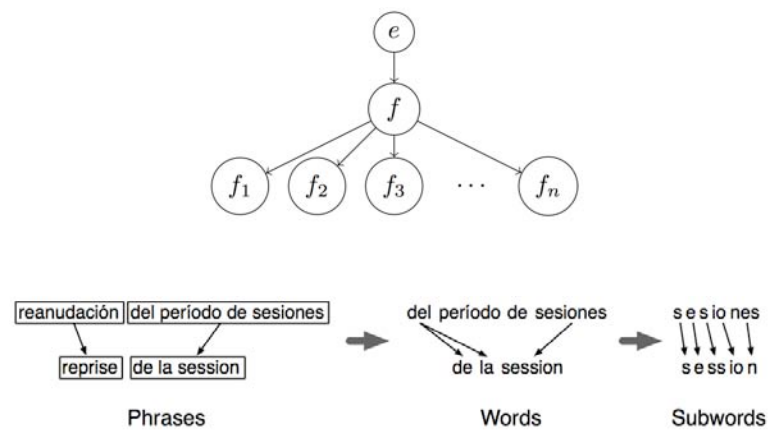 e
f
f₁ f₂ f₃ ... fₙ
reanudación del período de sesiones
reprise de la session
del período de sesiones
de la session
s e s io n es
s e ss io n
Phrases Words Subwords